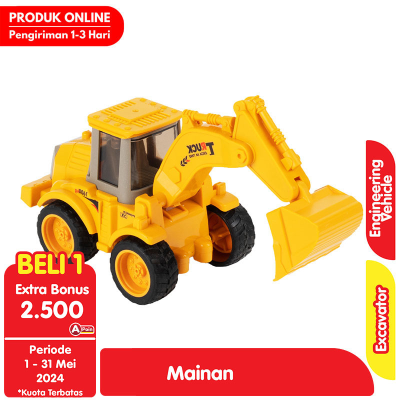 PRODUK ONLINE
Pengiriman 1-3 Hari
TRUCK
Engineering
Vehicle
Excavator
BELI 1
Extra Bonus
2.500
A Poin
Periode
1 - 31 Mei
2024
*Kuota Terbatas
Mainan